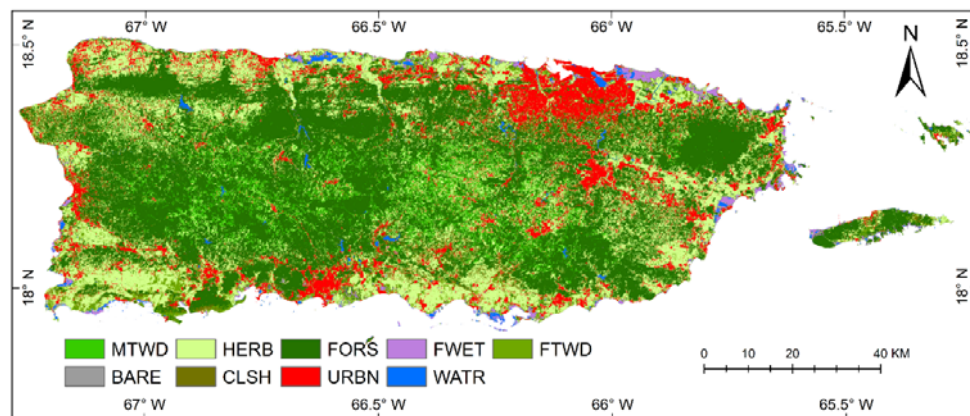 67° W 66.5° W 66° W 65.5° W
18.5° N 18.5° N
N
18° N 18° N
MTWD HERB FORS FWET FTWD
BARE CLSH URBN WATR
0 10 20 40 KM
67° W 66.5° W 66° W 65.5° W